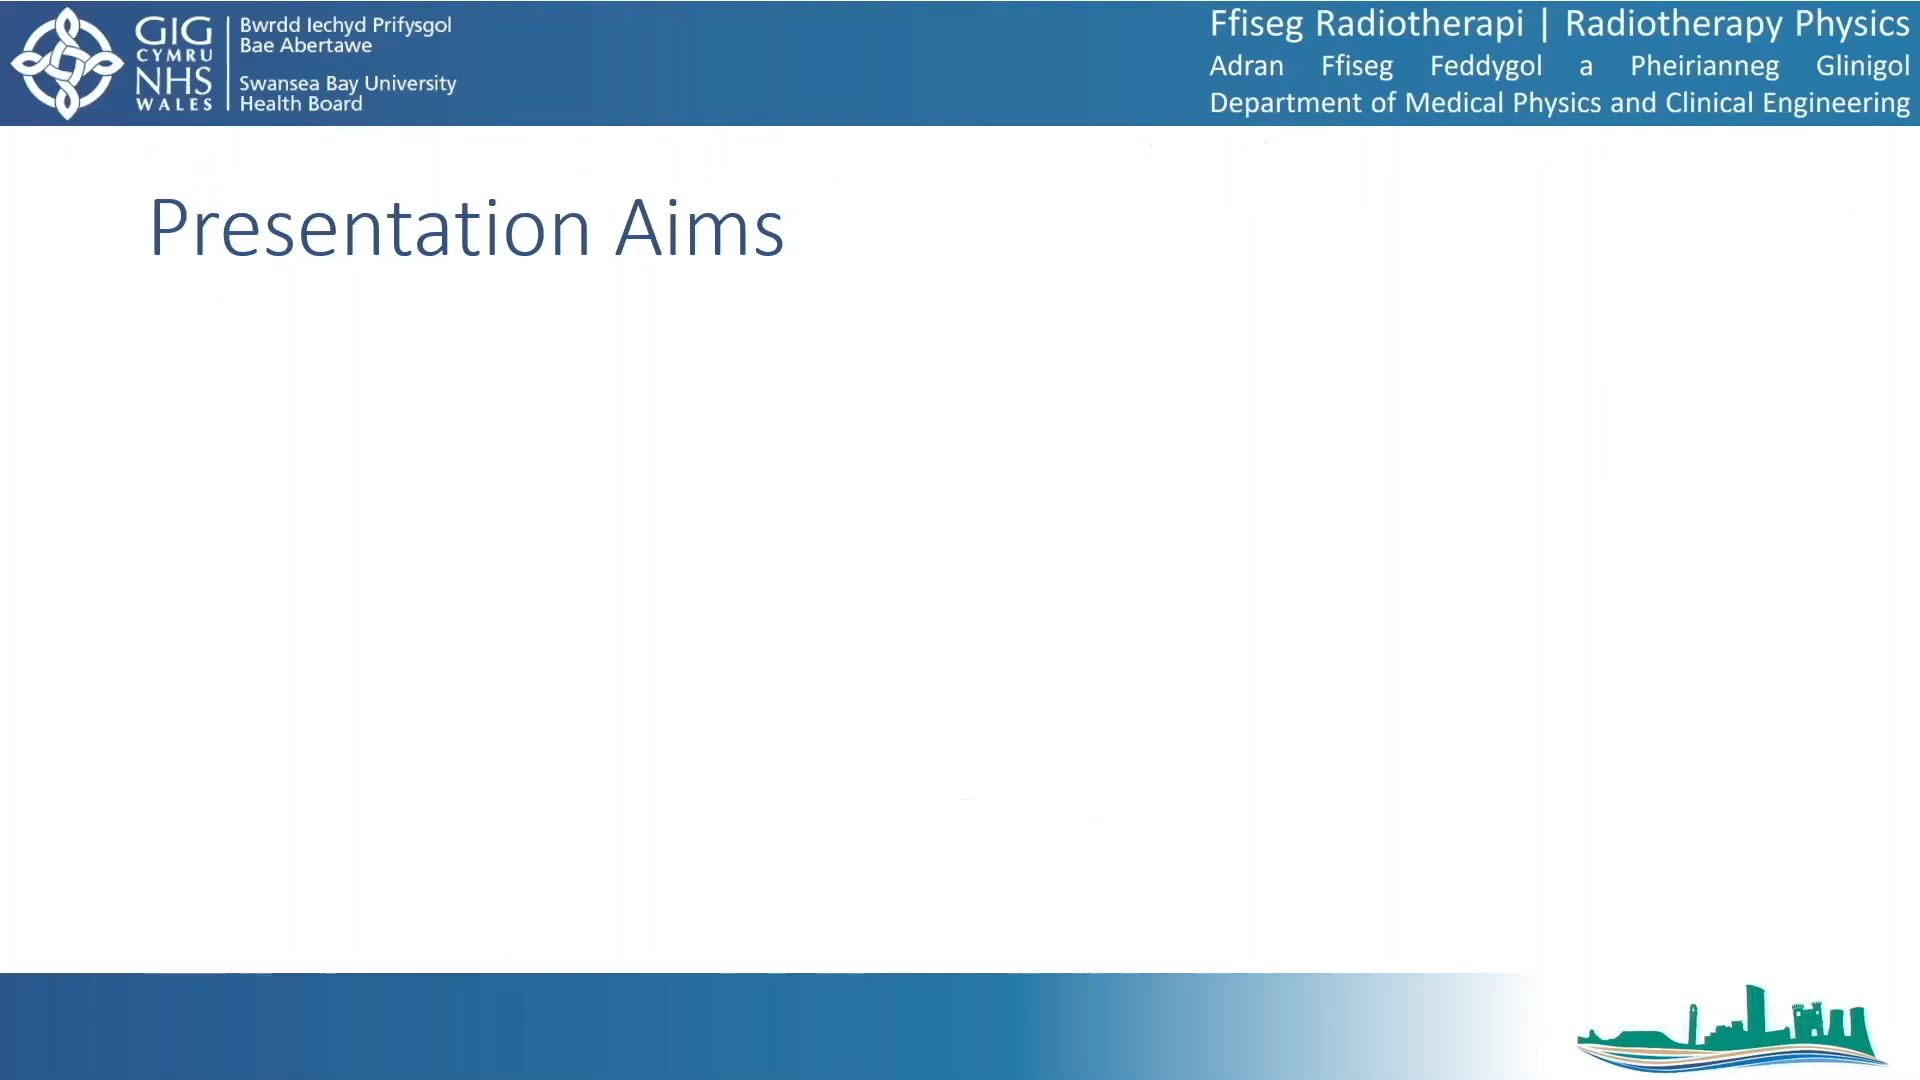 GIG
CYMRU
NHS
WALES
Bwrdd Iechyd Prifysgol
Bae Abertawe
Swansea Bay University
Health Board
Ffiseg Radiotherapi | Radiotherapy Physics
Adran Ffiseg Feddygol a Pheirianneg Glinigol
Department of Medical Physics and Clinical Engineering
Presentation Aims